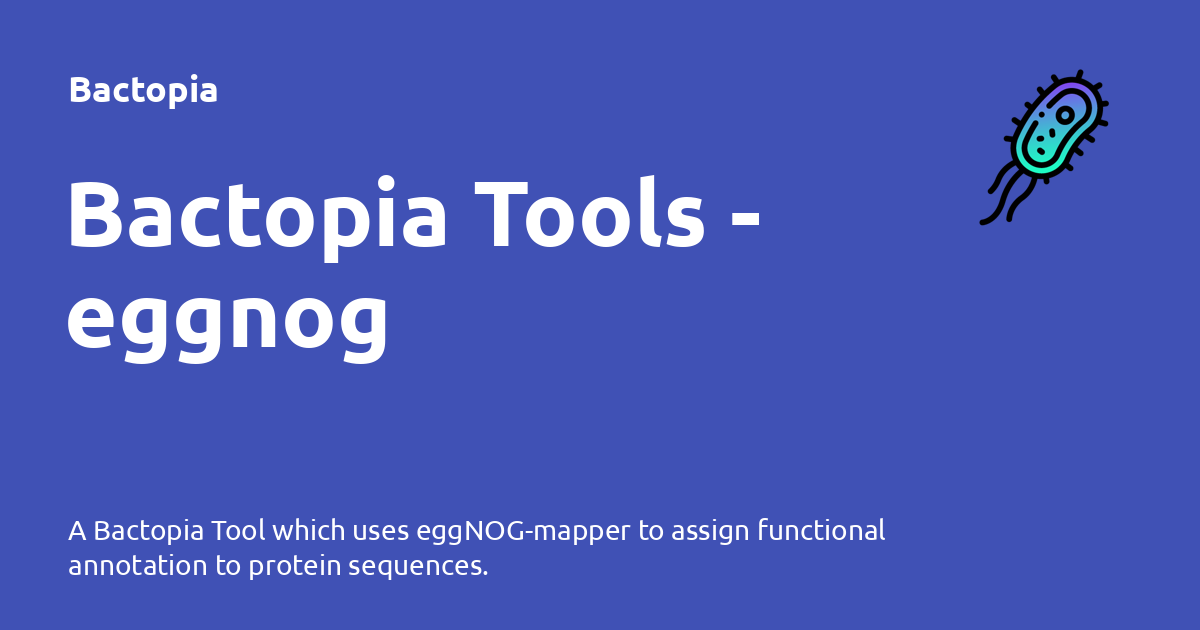 Bactopia
Bactopia Tools -
eggnog
A Bactopia Tool which uses eggNOG-mapper to assign functional
annotation to protein sequences.